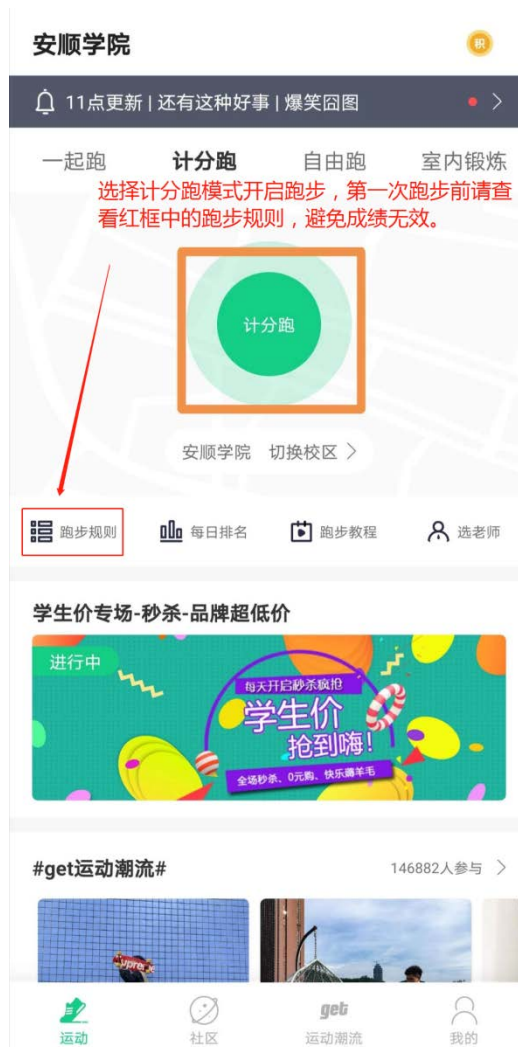 安顺学院
积
11点更新 | 还有这种好事 | 爆笑囧图
一起跑 计分跑 自由跑 室内锻炼
选择计分跑模式开启跑步，第一次跑步前请查
看红框中的跑步规则，避免成绩无效。
计分跑
安顺学院 切换校区
跑步规则 每日排名 跑步教程 选老师
学生价专场-秒杀-品牌超低价
进行中
每天开启秒杀疯抢
学生价
抢到嗨!
全场秒杀、0元购、快乐薅羊毛
#get运动潮流#
146882人参与
Supreme
get
运动 社区 运动潮流 我的